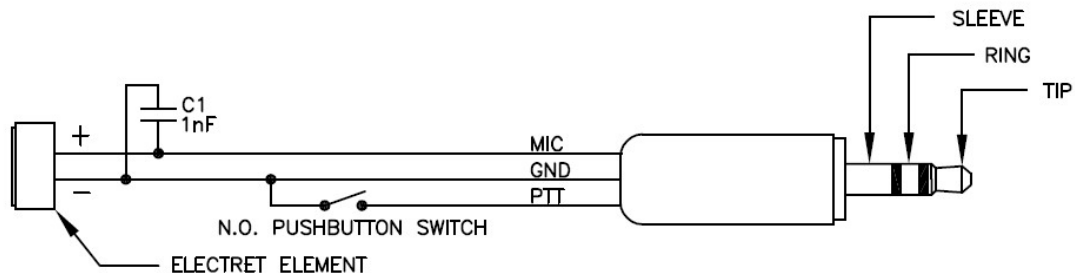 SLEEVE
RING
TIP
C1
1nF
+
MIC
GND
−
PTT
N.O. PUSHBUTTON SWITCH
ELECTRET ELEMENT